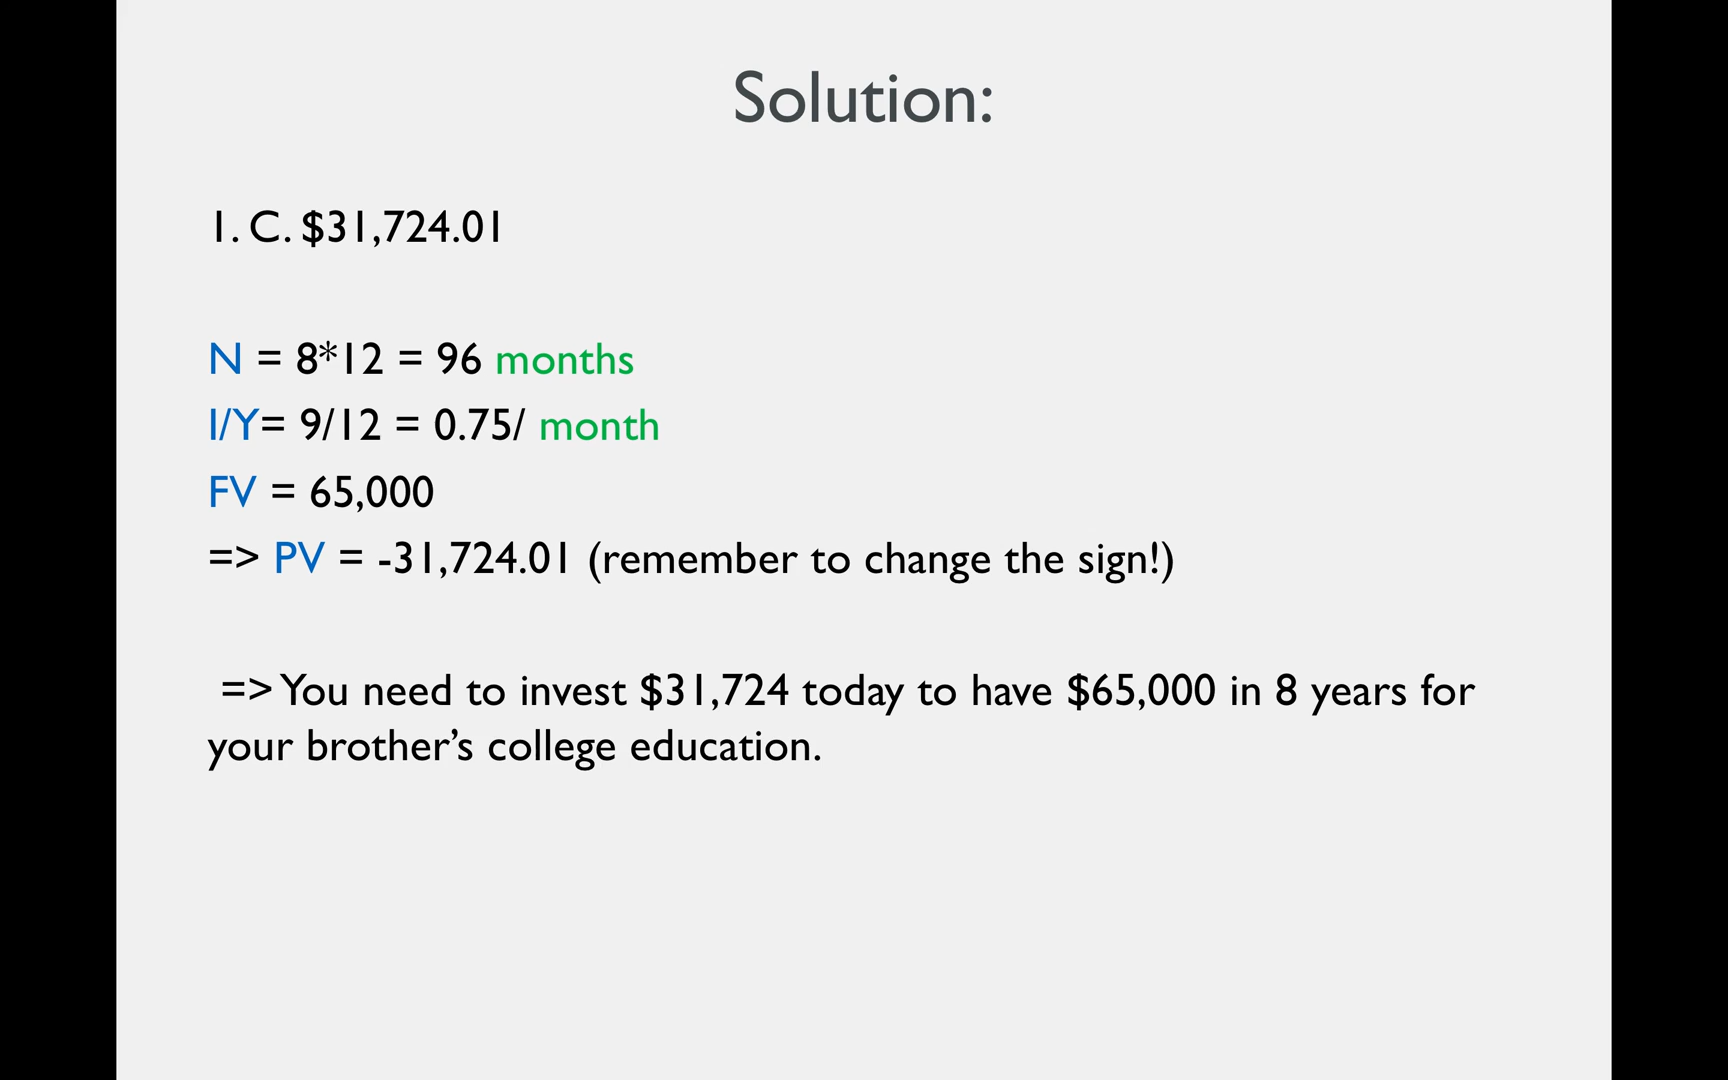 Solution:
1. C. $31,724.01
N = 8*12 = 96 months
I/Y= 9/12 = 0.75/ month
FV = 65,000
=> PV = -31,724.01 (remember to change the sign!)
=> You need to invest $31,724 today to have $65,000 in 8 years for
your brother’s college education.